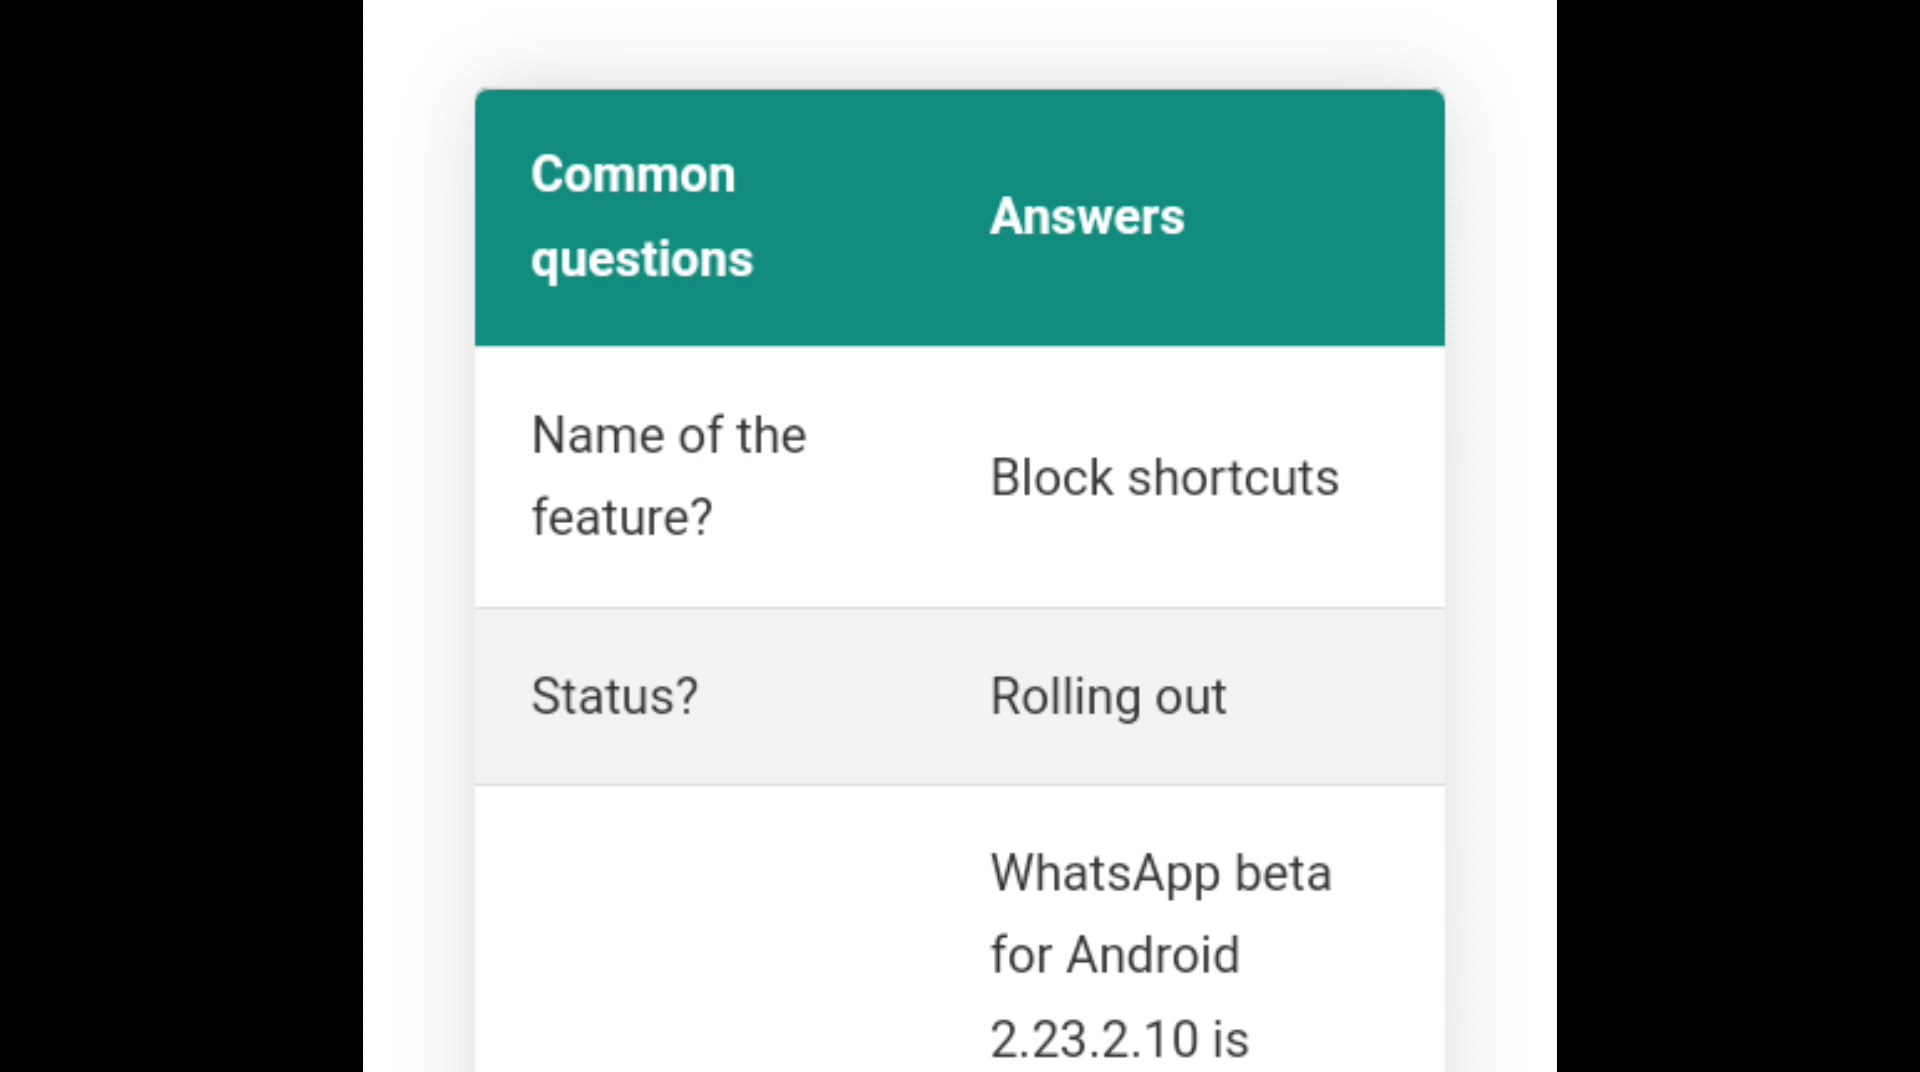 Common
questions
Answers
Name of the
feature?
Block shortcuts
Status?
Rolling out
WhatsApp beta
for Android
2.23.2.10 is